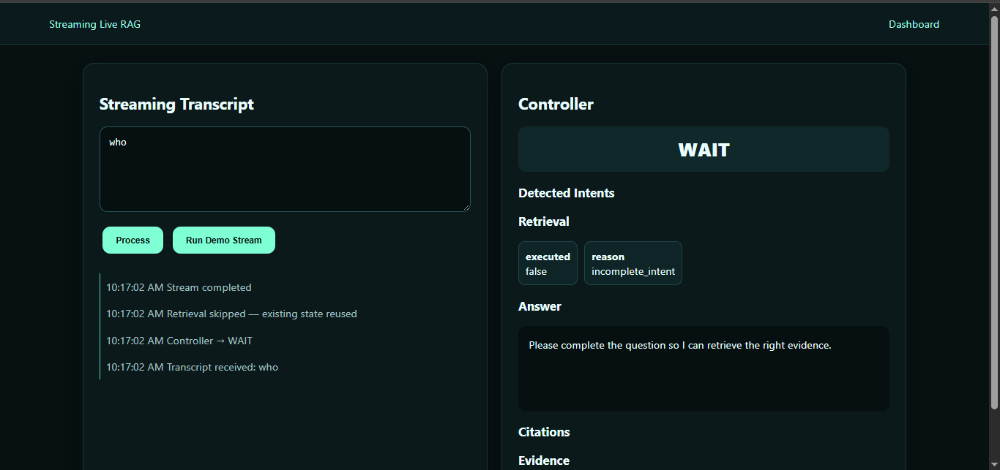 Streaming Live RAG
Dashboard
Streaming Transcript
who
Process
Run Demo Stream
10:17:02 AM Stream completed
10:17:02 AM Retrieval skipped — existing state reused
10:17:02 AM Controller → WAIT
10:17:02 AM Transcript received: who
Controller
WAIT
Detected Intents
Retrieval
executed
false
reason
incomplete_intent
Answer
Please complete the question so I can retrieve the right evidence.
Citations
Evidence